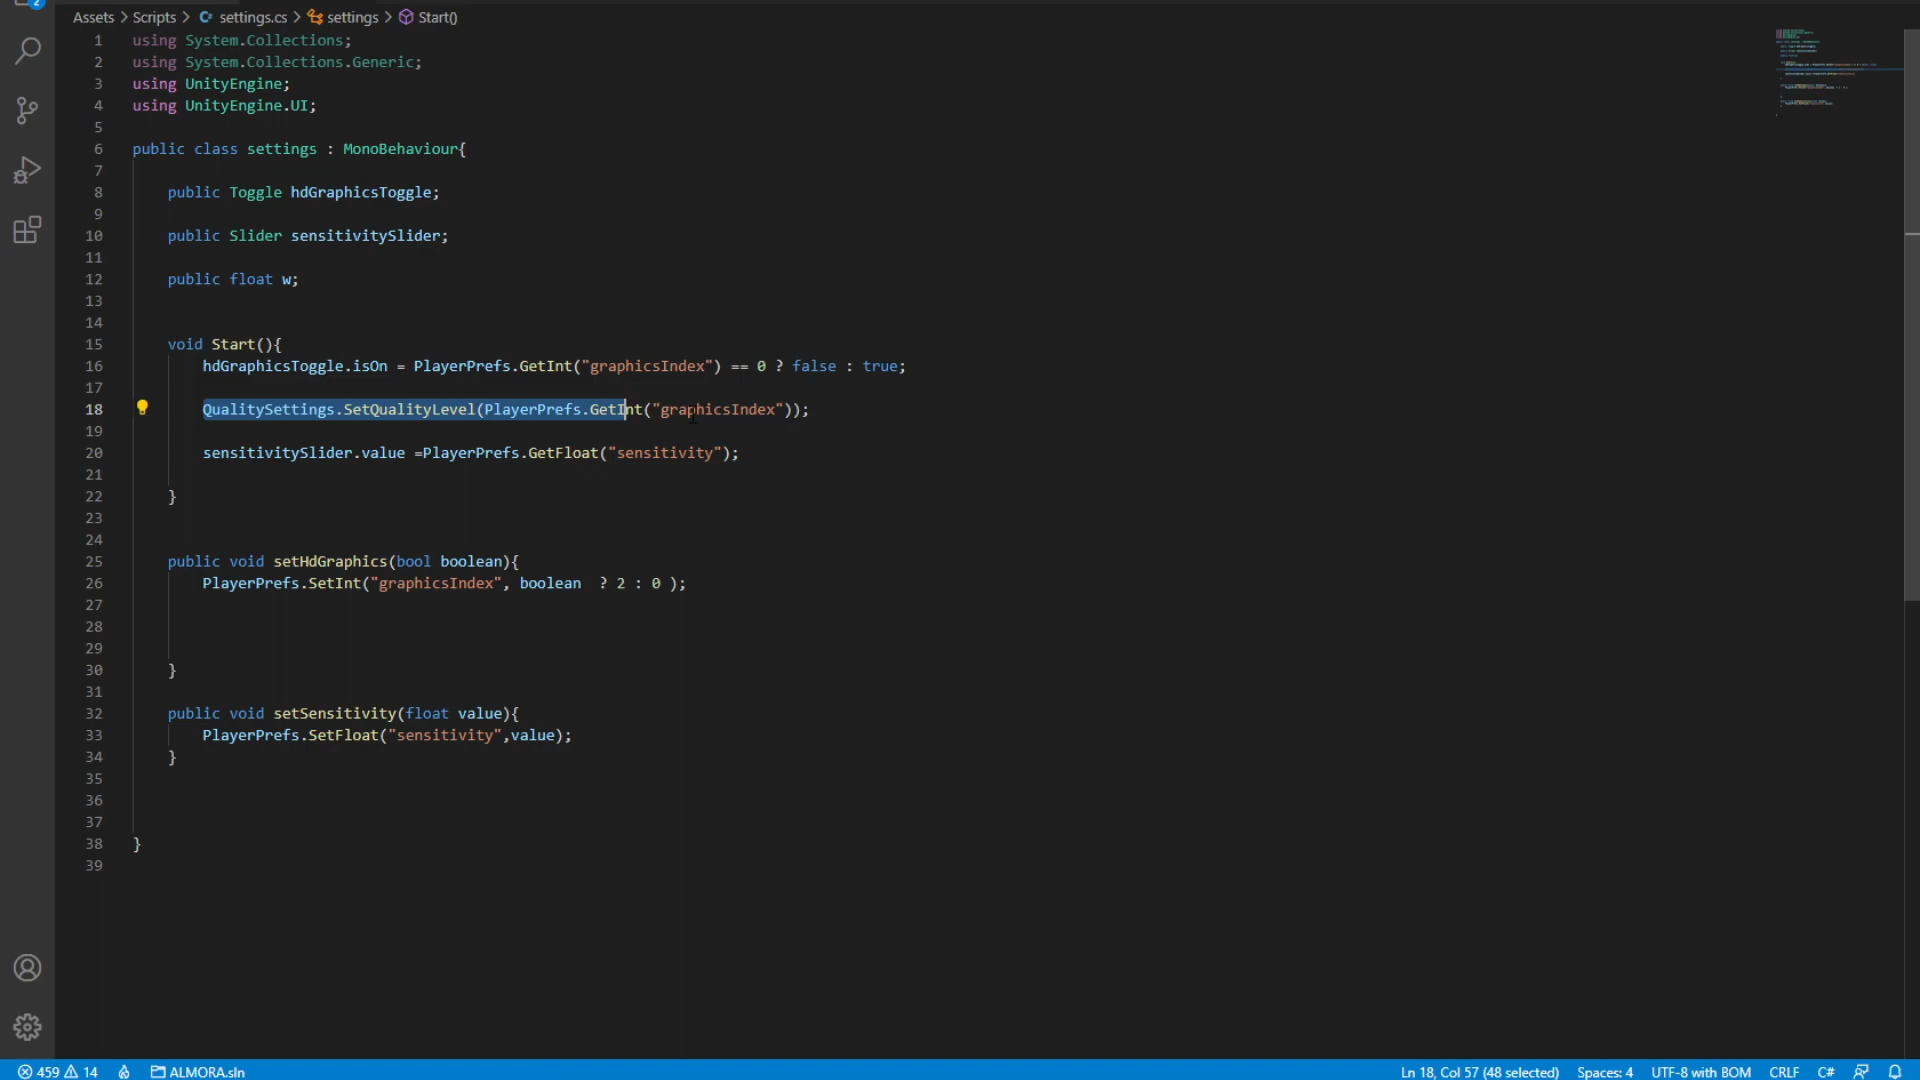 2
Assets > Scripts > C# settings.cs > settings > Start()
1 using System.Collections;
2 using System.Collections.Generic;
3 using UnityEngine;
4 using UnityEngine.UI;
5
6 public class settings : MonoBehaviour{
7
8 public Toggle hdGraphicsToggle;
9
10 public Slider sensitivitySlider;
11
12 public float w;
13
14
15 void Start(){
16 hdGraphicsToggle.isOn = PlayerPrefs.GetInt("graphicsIndex") == 0 ? false : true;
17
18 QualitySettings.SetQualityLevel(PlayerPrefs.GetInt("graphicsIndex"));
19
20 sensitivitySlider.value =PlayerPrefs.GetFloat("sensitivity");
21
22 }
23
24
25 public void setHdGraphics(bool boolean){
26 PlayerPrefs.SetInt("graphicsIndex", boolean  ? 2 : 0 );
27
28
29
30 }
31
32 public void setSensitivity(float value){
33 PlayerPrefs.SetFloat("sensitivity",value);
34 }
35
36
37
38 }
39
459 14 ALMORA.sln Ln 18, Col 57 (48 selected) Spaces: 4 UTF-8 with BOM CRLF C#